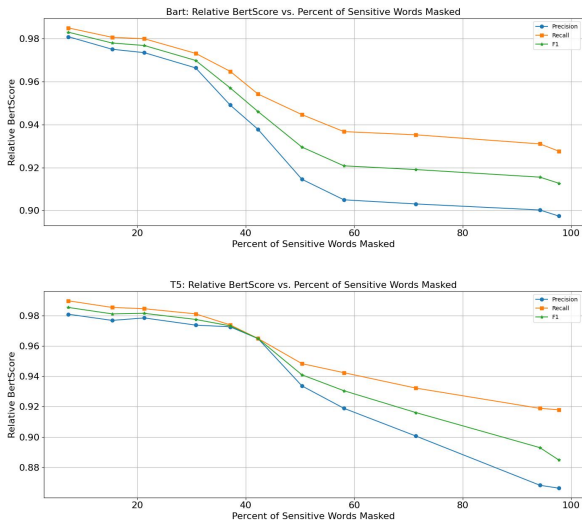 Bart: Relative BertScore vs. Percent of Sensitive Words Masked
Precision
Recall
F1
0.98
0.96
0.94
0.92
0.90
Relative BertScore
20
40
60
80
100
Percent of Sensitive Words Masked
T5: Relative BertScore vs. Percent of Sensitive Words Masked
Precision
Recall
F1
0.98
0.96
0.94
0.92
0.90
0.88
Relative BertScore
20
40
60
80
100
Percent of Sensitive Words Masked